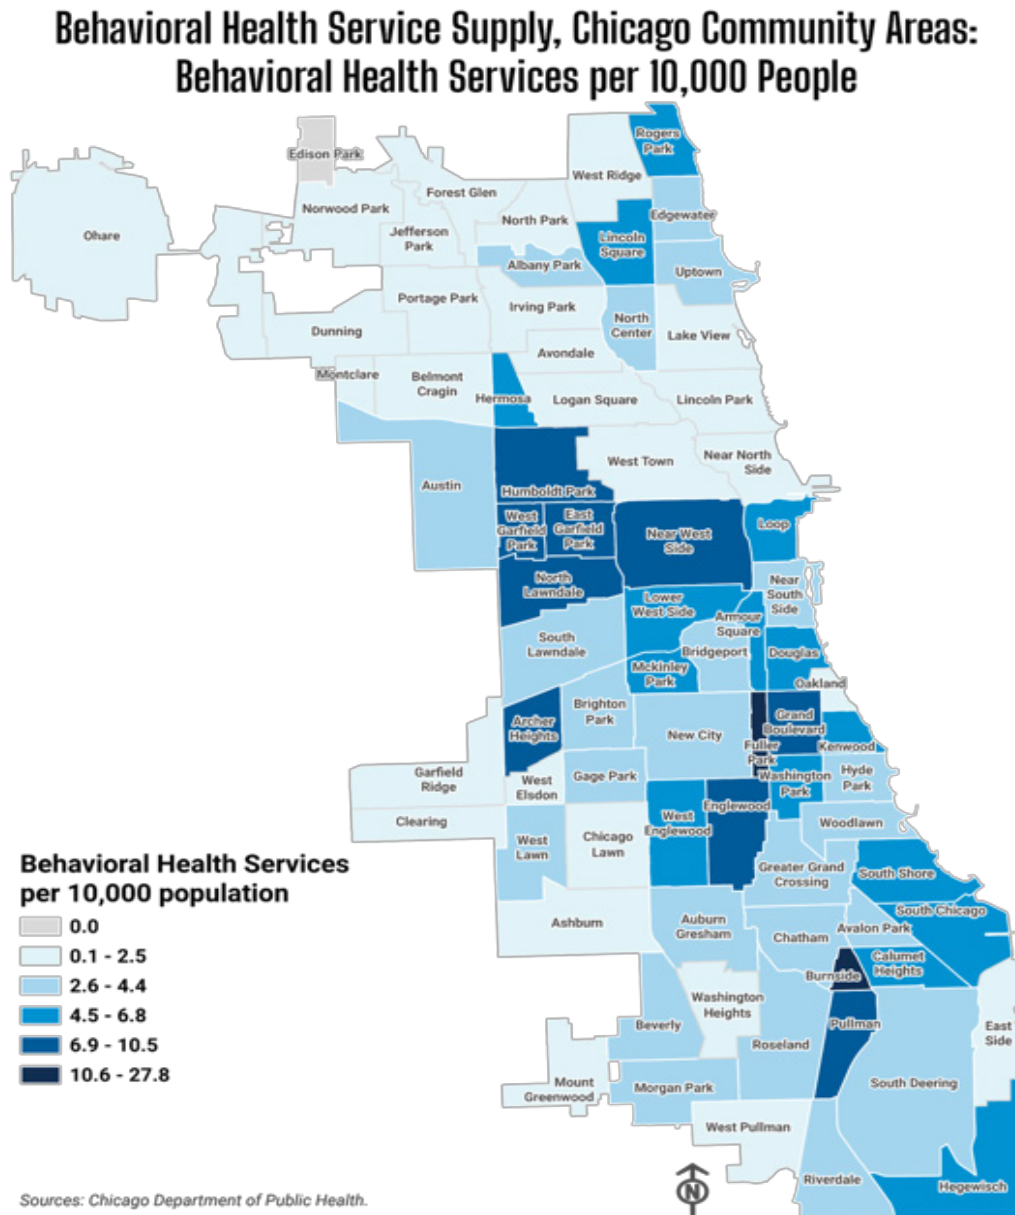 Behavioral Health Service Supply, Chicago Community Areas:
Behavioral Health Services per 10,000 People
Rogers
Park
Edison Park
West Ridge
Forest Glen
Norwood Park
Edgewater
North Park
Jefferson
Park
Ohare
Lincoln
Square
Albany Park
Uptown
Portage Park
Irving Park
North
Center
Dunning
Lake View
Avondale
Montclare
Belmont
Cragin
Hermosa
Logan Square
Lincoln Park
West Town
Near North
Side
Austin
Humboldt Park
West
Garfield
Park
East
Garfield
Park
Near West
Side
Loop
North
Lawndale
Near
South
Side
Lower
West Side
Armour
Square
South
Lawndale
Bridgeport
Douglas
Mckinley
Park
Oakland
Brighton
Park
Archer
Heights
Grand
Boulevard
New City
Fuller
Park
Kenwood
Garfield
Ridge
West
Elsdon
Gage Park
Washington
Park
Hyde
Park
Englewood
Clearing
West
Englewood
Woodlawn
West
Lawn
Chicago
Lawn
Greater Grand
Crossing
South Shore
Behavioral Health Services
per 10,000 population
0.0
0.1 - 2.5
2.6 - 4.4
4.5 - 6.8
6.9 - 10.5
10.6 - 27.8
South Chicago
Ashburn
Auburn
Gresham
Avalon Park
Chatham
Calumet
Heights
Burnside
Washington
Heights
Beverly
Pullman
East
Side
Roseland
Mount
Greenwood
Morgan Park
South Deering
West Pullman
Riverdale
Hegewisch
N
Sources: Chicago Department of Public Health.